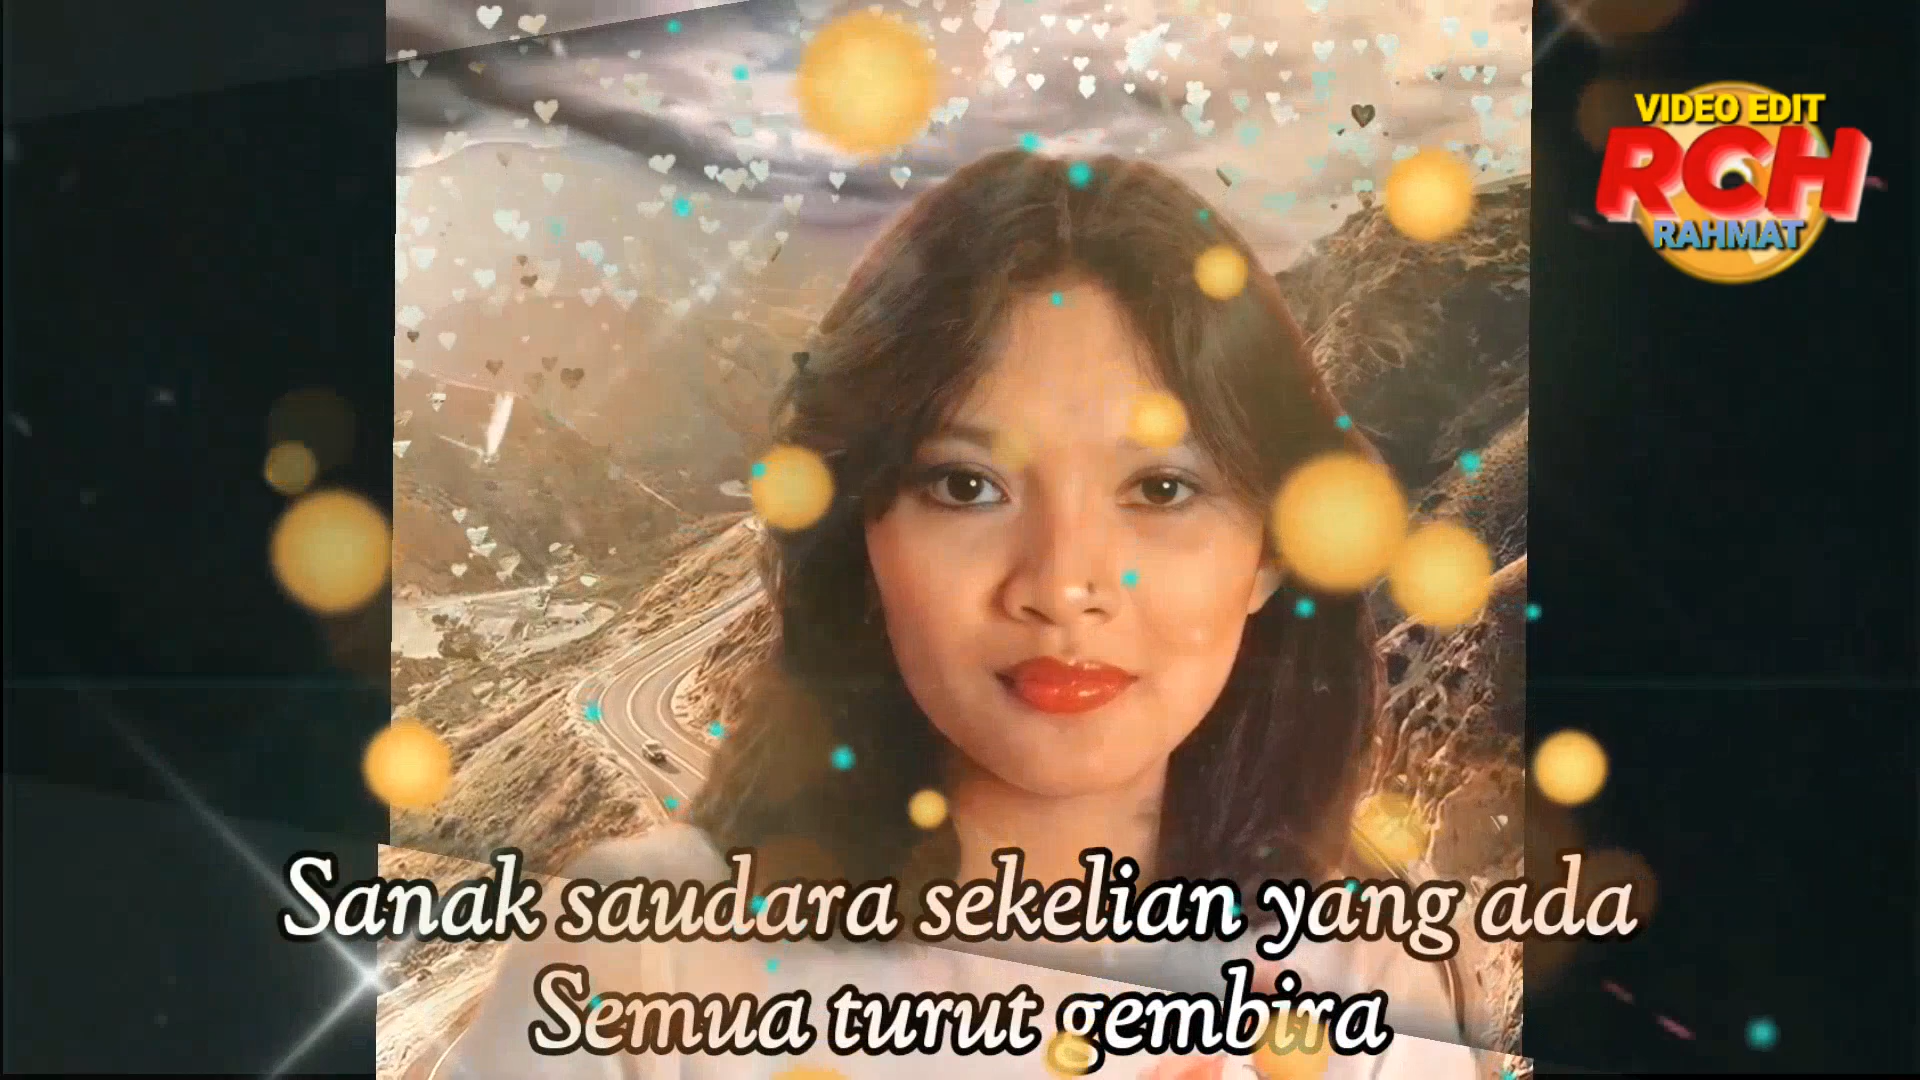 VIDEO EDIT
RCH
RAHMAT
Sanak saudara sekelian yang ada
Semua turut gembira